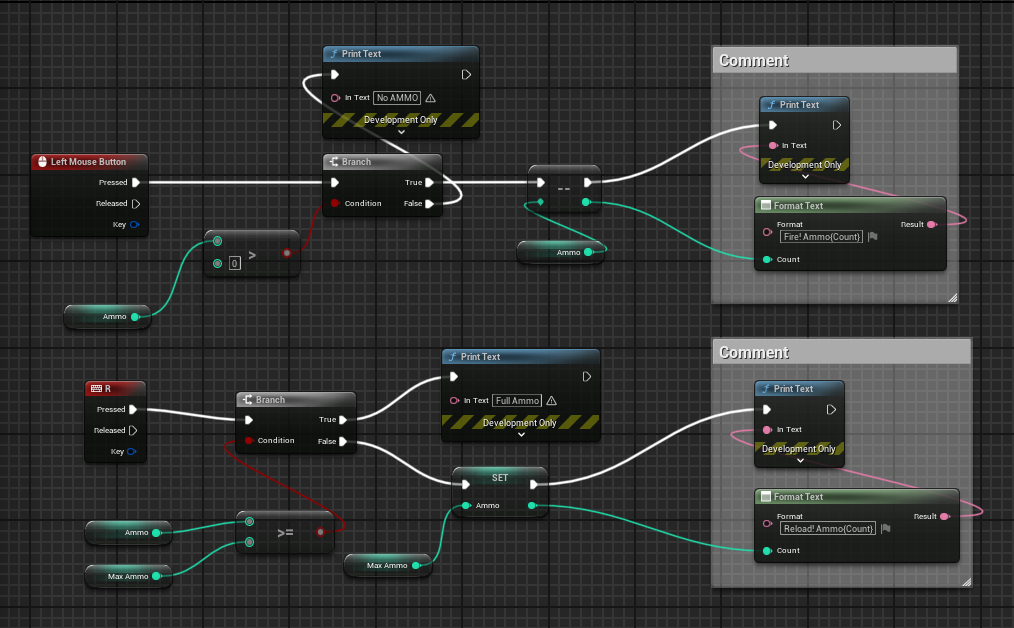 Print Text
In Text No AMMO
Development Only
Comment
Print Text
In Text
Development Only
Left Mouse Button
Pressed
Released
Key
Branch
True
Condition False
--
Ammo
0 >
Ammo
Format Text
Format Result
Fire! Ammo{Count}
Count
R
Pressed
Released
Key
Branch
True
Condition False
Print Text
In Text Full Ammo
Development Only
SET
Ammo
Ammo
Max Ammo
>=
Max Ammo
Comment
Print Text
In Text
Development Only
Format Text
Format Result
Reload! Ammo{Count}
Count